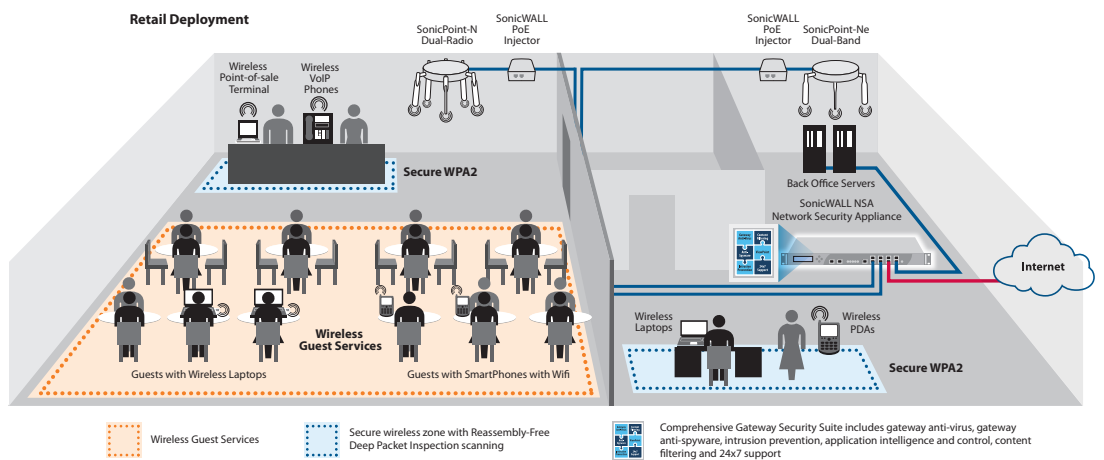 Retail Deployment
SonicPoint-N
Dual-Radio
SonicWALL
PoE
Injector
SonicWALL
PoE
Injector
SonicPoint-Ne
Dual-Band
Wireless
Point-of-sale
Terminal
Wireless
VoIP
Phones
Secure WPA2
Back Office Servers
SonicWALL NSA
Network Security Appliance
Internet
Wireless
Guest Services
Guests with Wireless Laptops
Guests with SmartPhones with Wifi
Wireless
Laptops
Wireless
PDAs
Secure WPA2
Wireless Guest Services
Secure wireless zone with Reassembly-Free
Deep Packet Inspection scanning
Comprehensive Gateway Security Suite includes gateway anti-virus, gateway
anti-spyware, intrusion prevention, application intelligence and control, content
filtering and 24x7 support